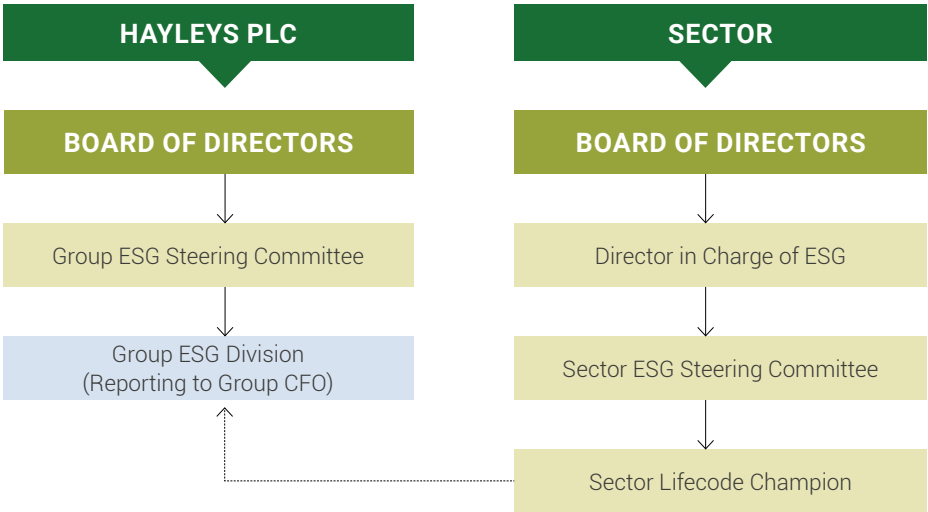 HAYLEYS PLC
BOARD OF DIRECTORS
Group ESG Steering Committee
Group ESG Division
(Reporting to Group CFO)
SECTOR
BOARD OF DIRECTORS
Director in Charge of ESG
Sector ESG Steering Committee
Sector Lifecode Champion